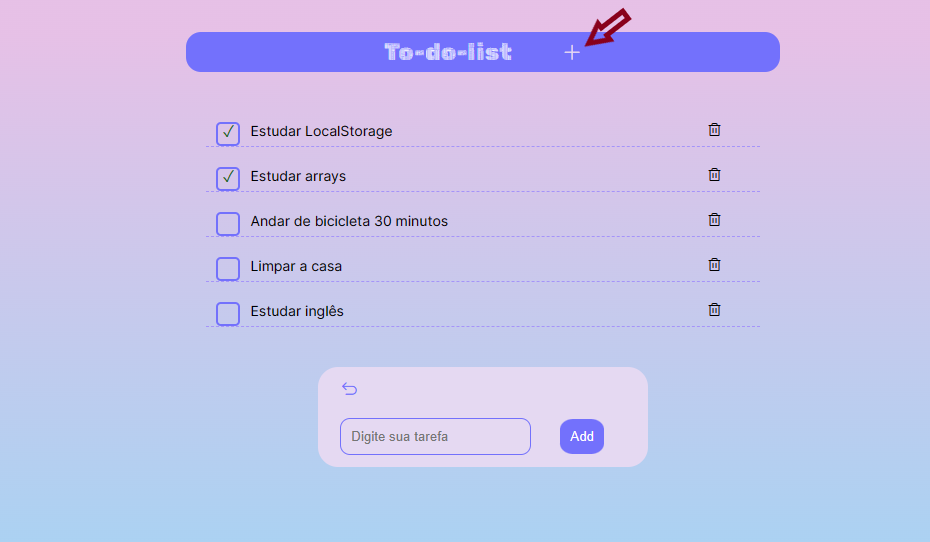 To-do-list
Estudar LocalStorage
Estudar arrays
Andar de bicicleta 30 minutos
Limpar a casa
Estudar inglês
Digite sua tarefa
Add